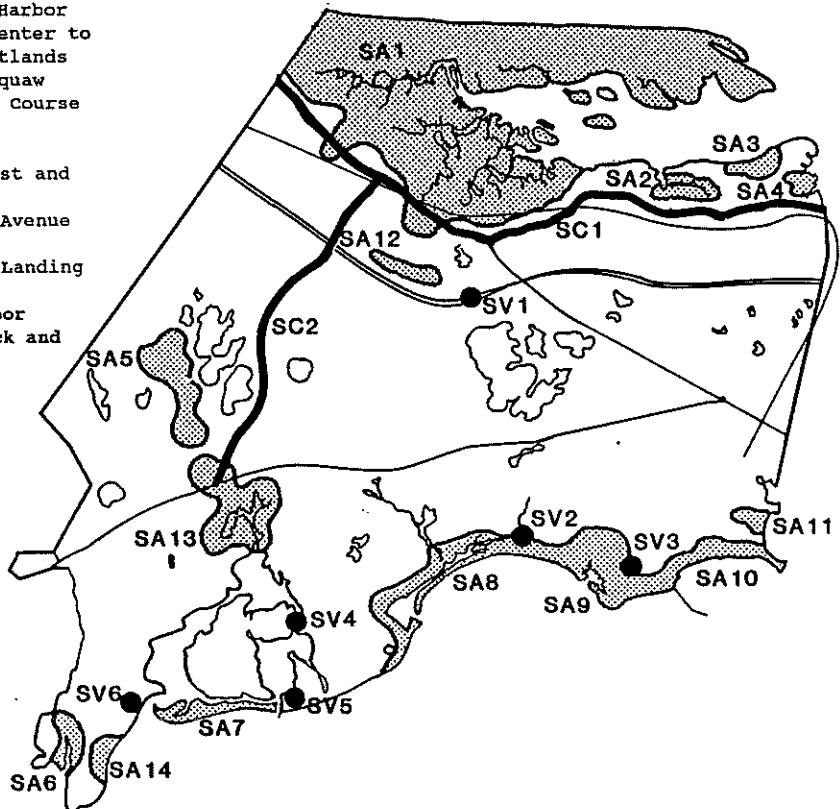 Harbor
enter to
tlands
quaw
Course
st and
Avenue
Landing
bor
ck and
SA1
SA3
SA2
SA4
SC1
SA12
SV1
SC2
SA5
SV2
SV3
SA11
SA13
SA8
SA10
SA9
SV4
SV6
SV5
SA7
SA14
SA6